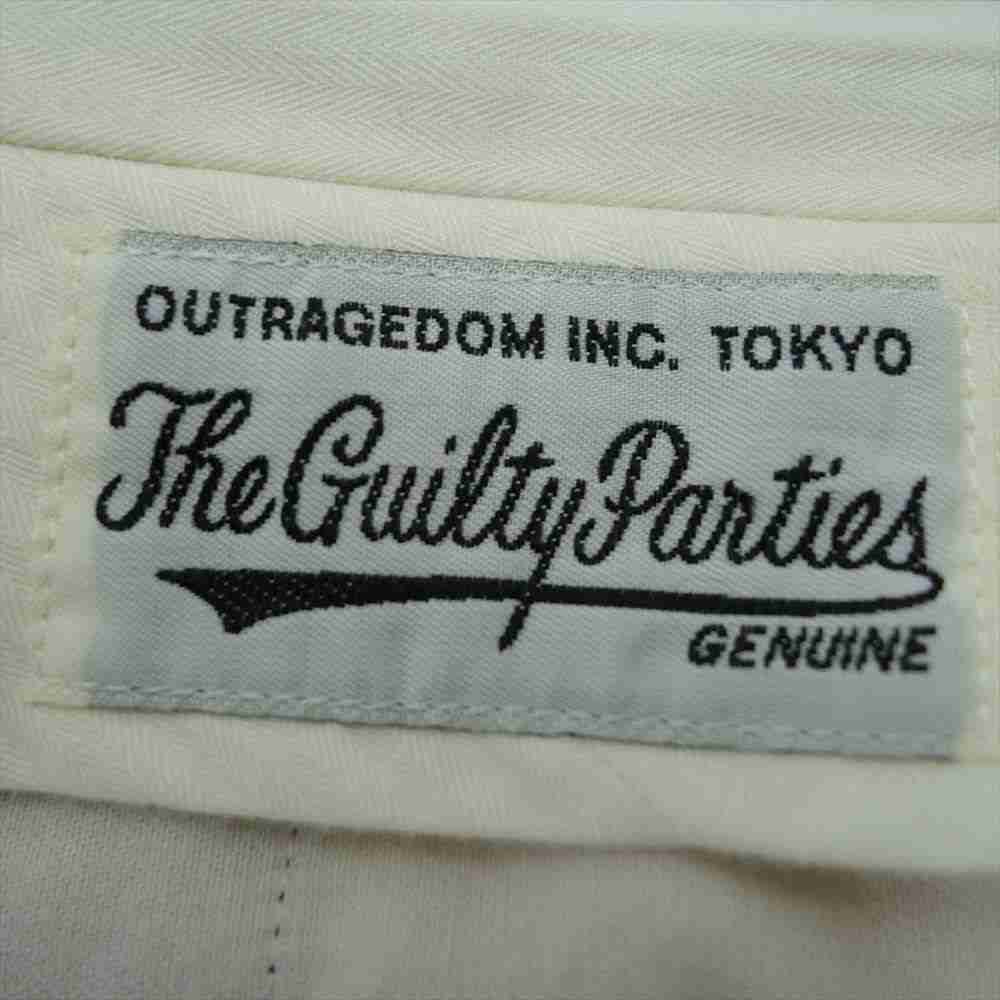 OUTRAGEDOM INC. TOKYO
The Guilty Parties
GENUINE